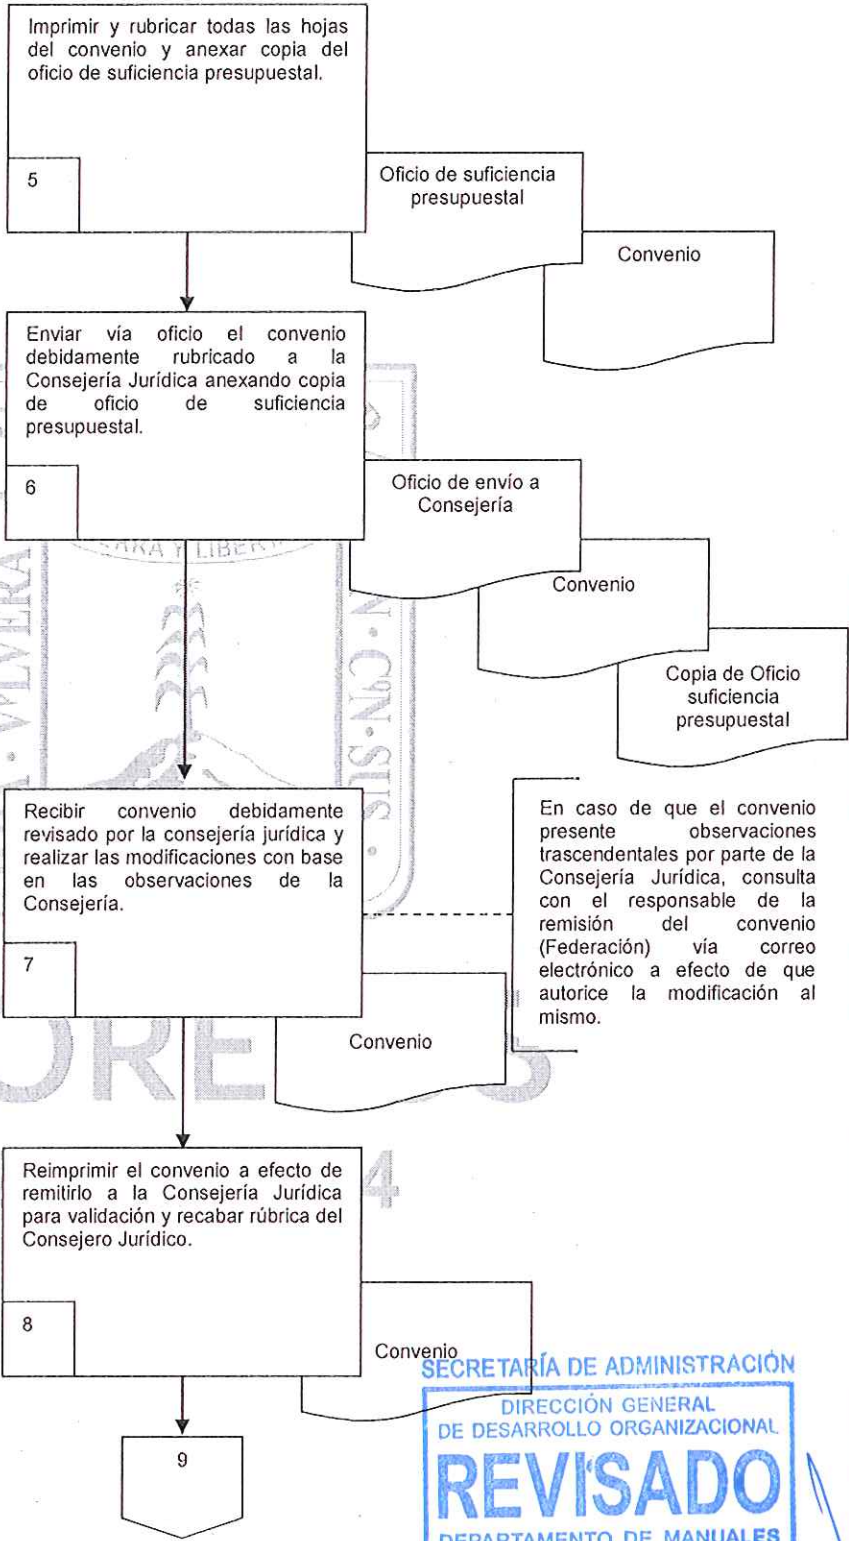 Imprimir y rubricar todas las hojas
del convenio y anexar copia del
oficio de suficiencia presupuestal.
5
Oficio de suficiencia
presupuestal
Convenio
Enviar vía oficio el convenio
debidamente rubricado a la
Consejería Jurídica anexando copia
de oficio de suficiencia
presupuestal.
6
Oficio de envío a
Consejería
Convenio
Copia de Oficio
suficiencia
presupuestal
Recibir convenio debidamente
revisado por la consejería jurídica y
realizar las modificaciones con base
en las observaciones de la
Consejería.
7
Convenio
En caso de que el convenio
presente observaciones
trascendentales por parte de la
Consejería Jurídica, consulta
con el responsable de la
remisión del convenio
(Federación) vía correo
electrónico a efecto de que
autorice la modificación al
mismo.
Reimprimir el convenio a efecto de
remitirlo a la Consejería Jurídica
para validación y recabar rúbrica del
Consejero Jurídico.
8
Convenio
9
SECRETARÍA DE ADMINISTRACIÓN
DIRECCIÓN GENERAL
DE DESARROLLO ORGANIZACIONAL
REVISADO
DEPARTAMENTO DE MANUALES